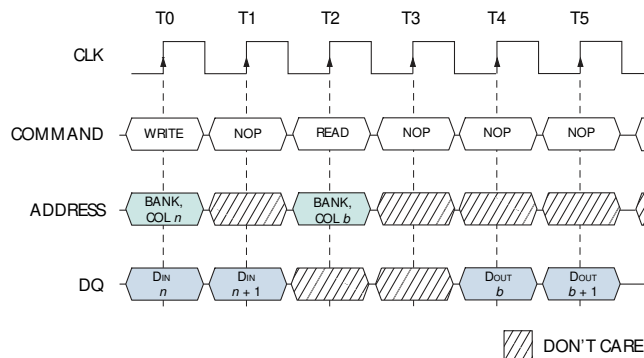 T0 T1 T2 T3 T4 T5
CLK
COMMAND WRITE NOP READ NOP NOP NOP
ADDRESS BANK, COL n BANK, COL b
DQ DIN n DIN n + 1 DOUT b DOUT b + 1
DON'T CARE